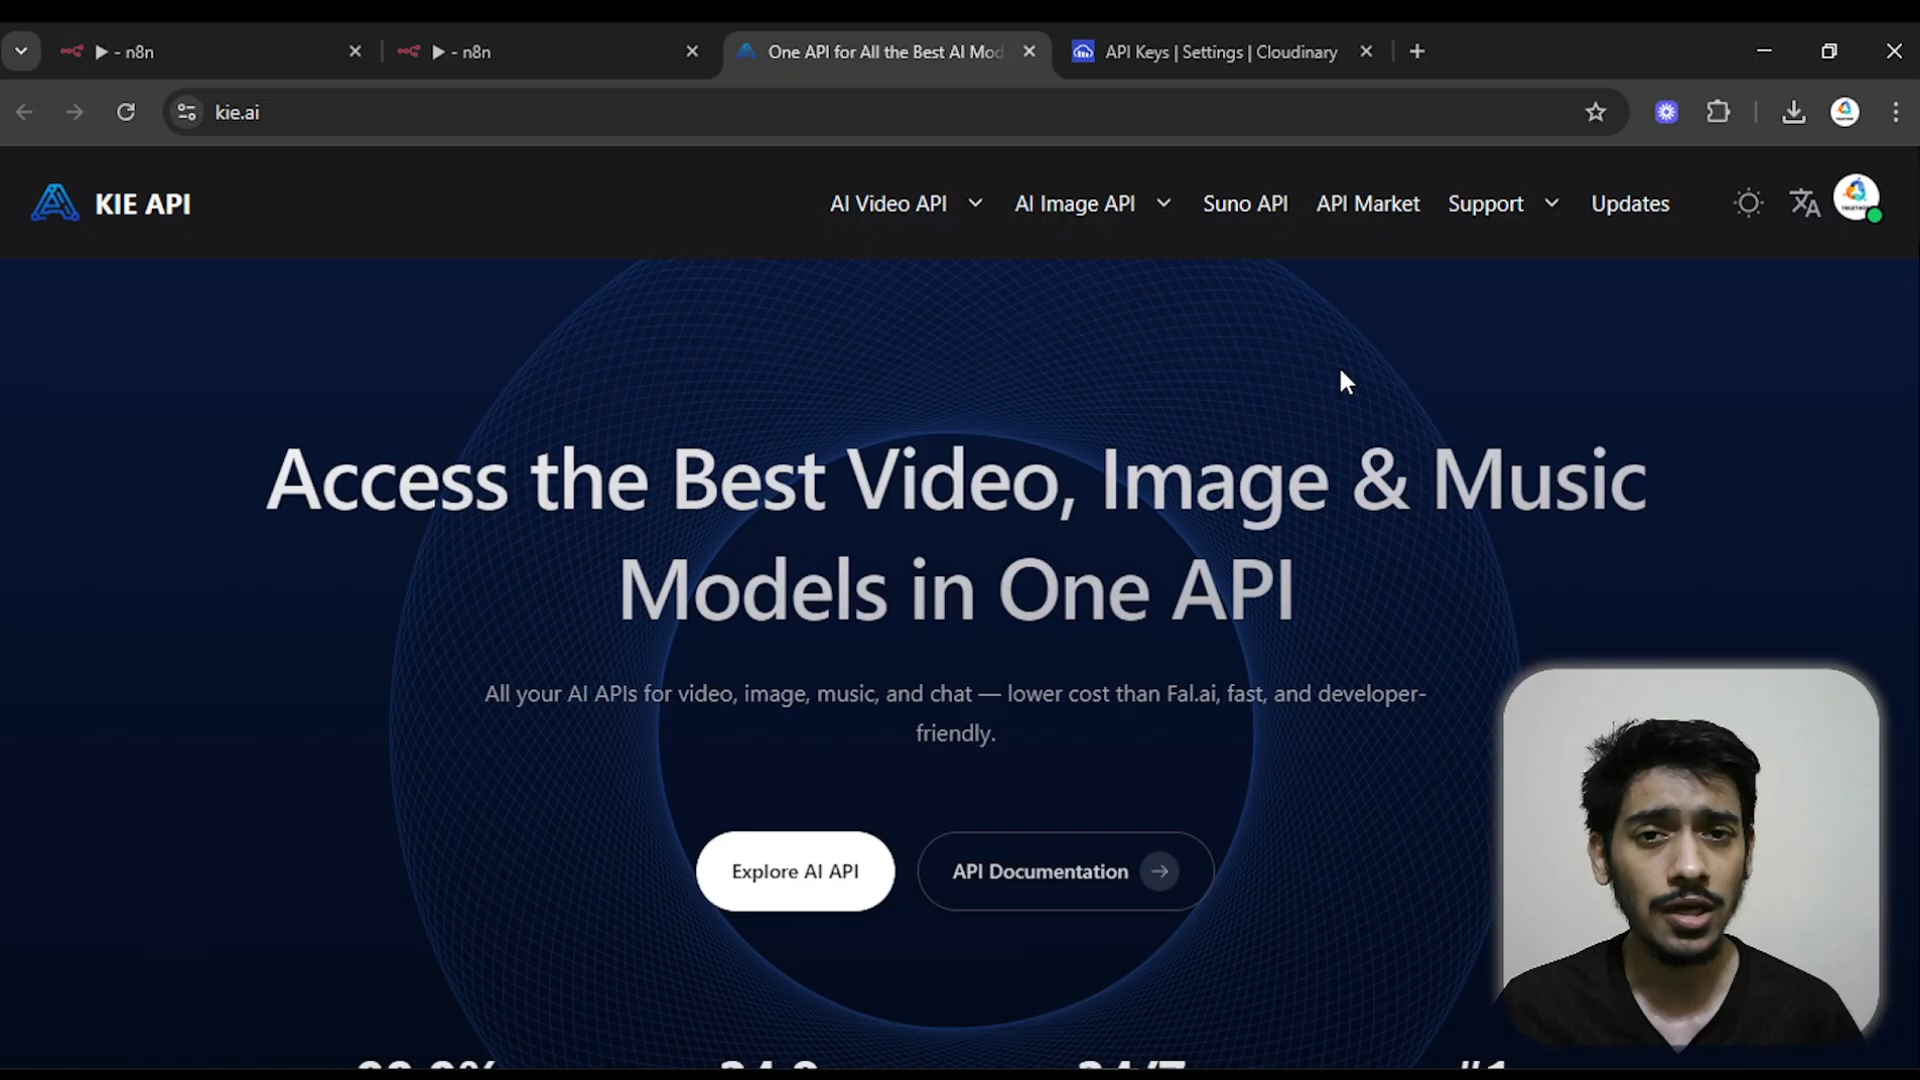 - n8n
- n8n
One API for All the Best AI Mod
API Keys | Settings | Cloudinary
kie.ai
KIE API
AI Video API
AI Image API
Suno API
API Market
Support
Updates
Access the Best Video, Image & Music
Models in One API
All your AI APIs for video, image, music, and chat — lower cost than Fal.ai, fast, and developer-
friendly.
Explore AI API
API Documentation
24/7
#1